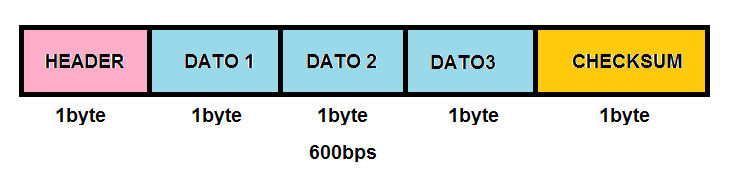 HEADER DATO 1 DATO 2 DATO3 CHECKSUM
1byte 1byte 1byte 1byte 1byte
600bps